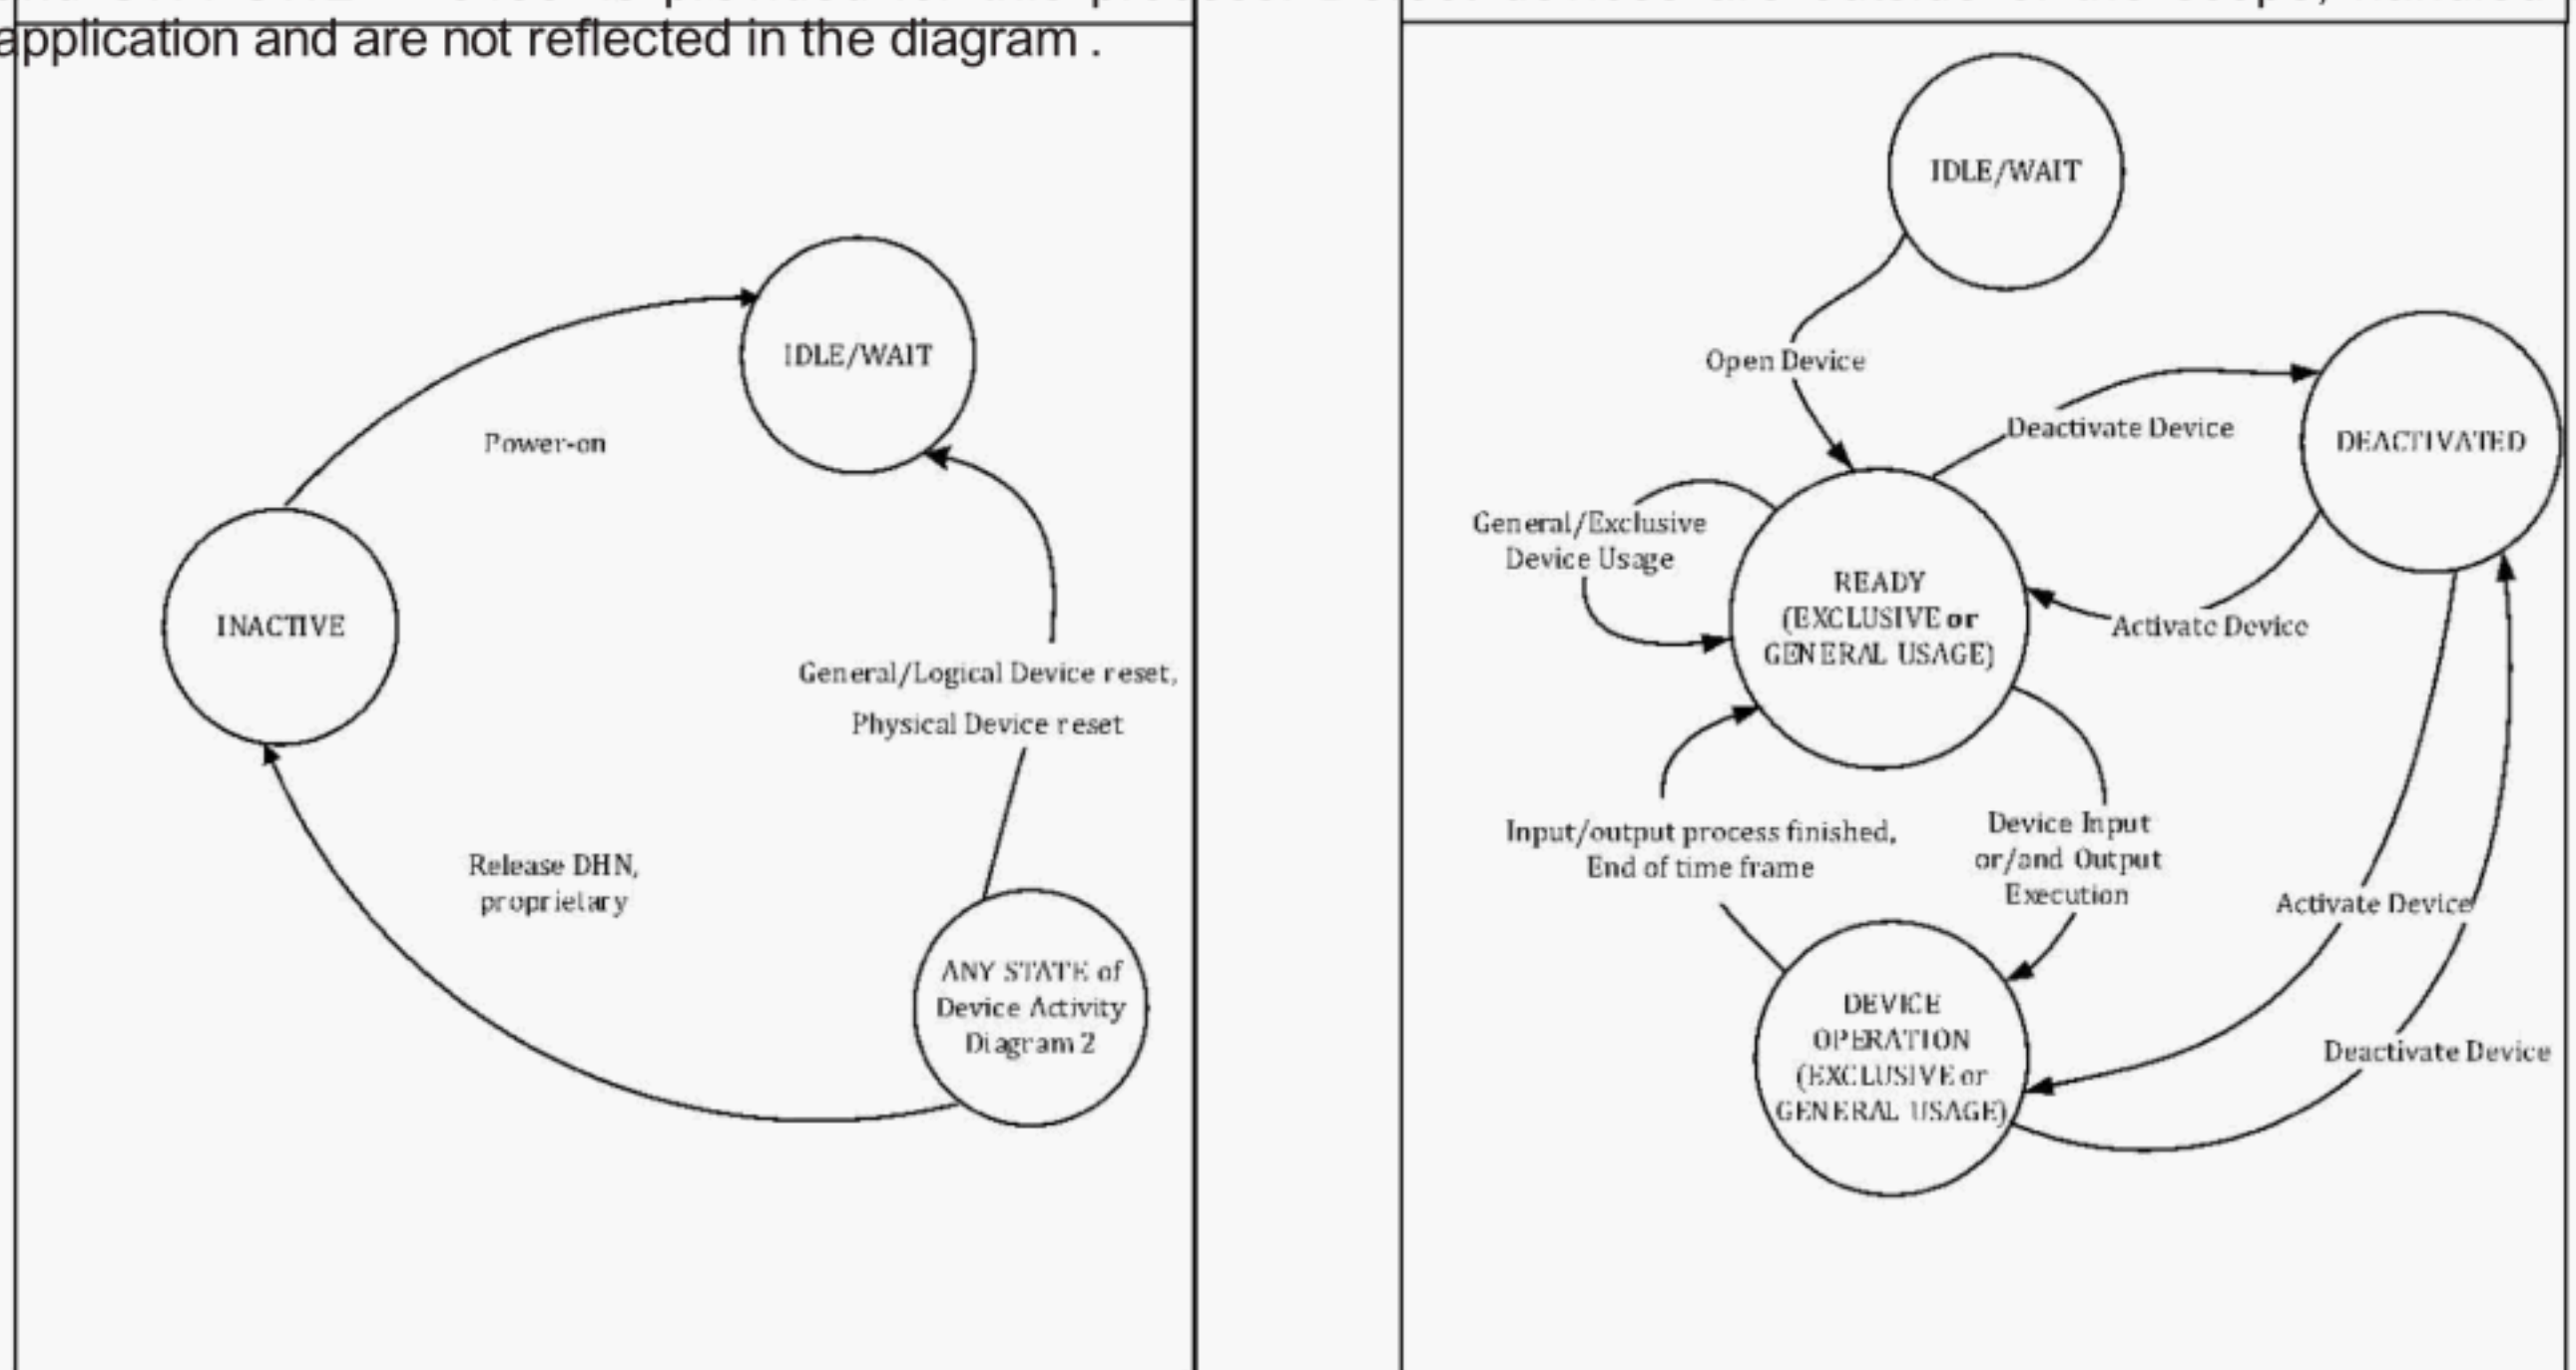 application and are not reflected in the diagram .
IDLE/WAIT
Power-on
INACTIVE
General/Logical Device reset,
Physical Device reset
Release DHN,
proprietary
ANY STATE of
Device Activity
Diagram 2
IDLE/WAIT
Open Device
Deactivate Device
DEACTIVATED
General/Exclusive
Device Usage
READY
(EXCLUSIVE or
GENERAL USAGE)
Activate Device
Input/output process finished,
End of time frame
Device Input
or/and Output
Execution
Activate Device
DEVICE
OPERATION
(EXCLUSIVE or
GENERAL USAGE)
Deactivate Device